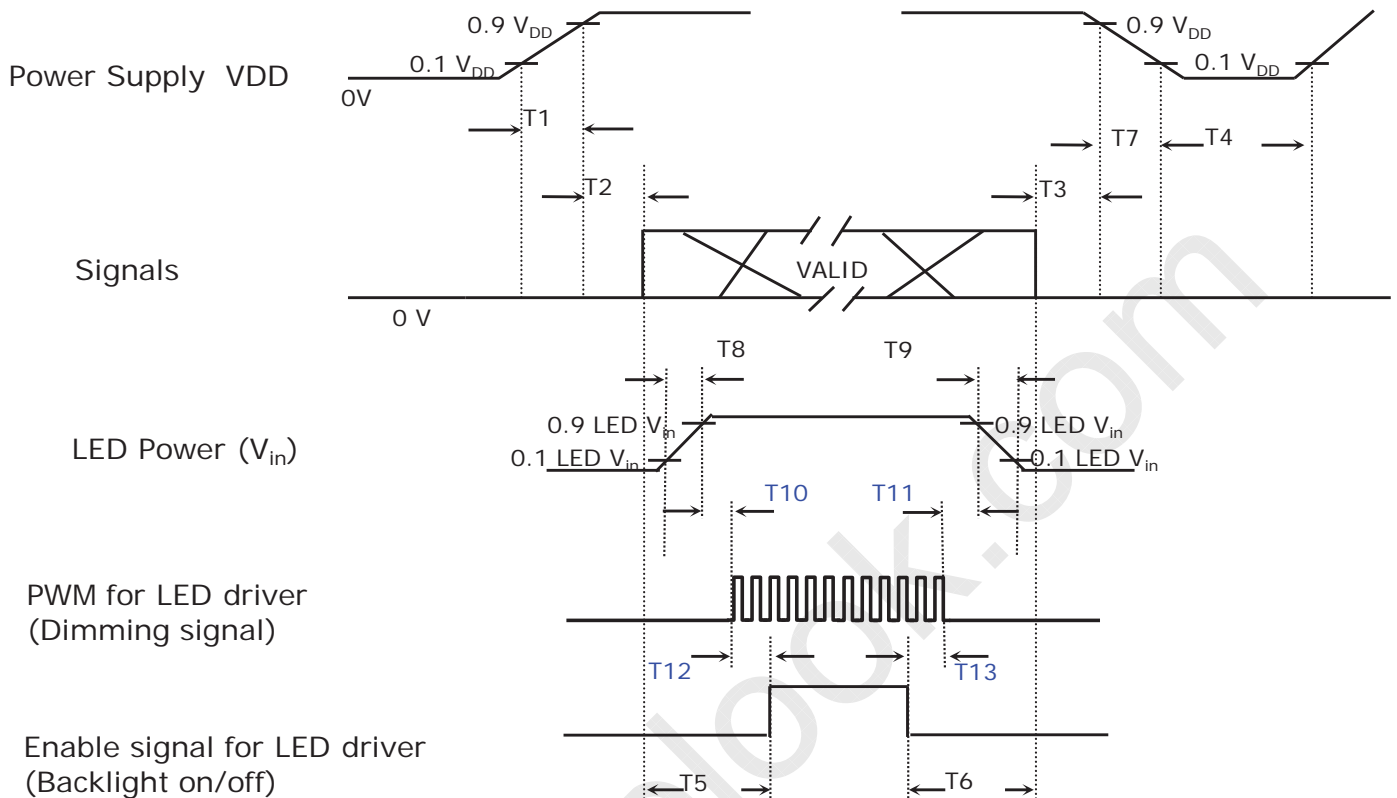 0.9 VDD
0.9 VDD
Power Supply VDD
0.1 VDD
0.1 VDD
0V
T1
T7
T4
T2
T3
Signals
VALID
0 V
T8
T9
LED Power (Vin)
0.9 LED Vin
0.9 LED Vin
0.1 LED Vin
0.1 LED Vin
T10
T11
PWM for LED driver
(Dimming signal)
T12
T13
Enable signal for LED driver
(Backlight on/off)
T5
T6